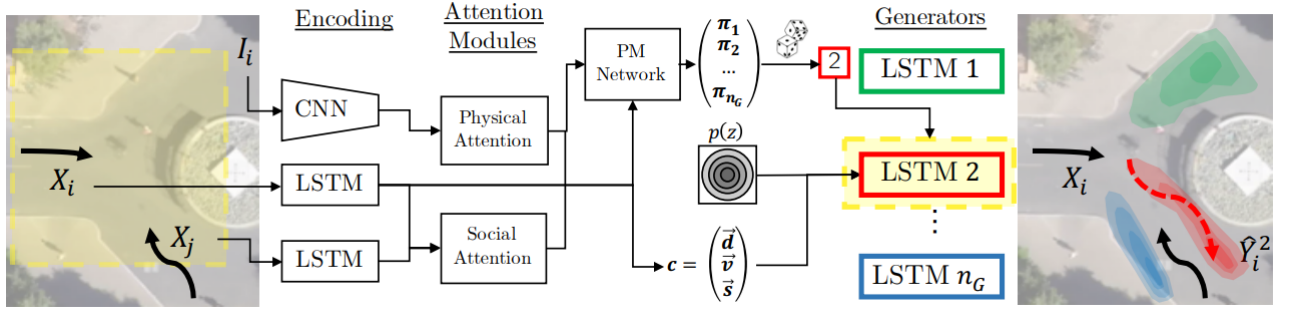 Encoding
Attention
Modules
Generators
I_i
X_i
X_j
CNN
LSTM
LSTM
Physical
Attention
Social
Attention
PM
Network
π_1
π_2
...
π_{n_G}
2
p(z)
c = (d⃗ v⃗ s⃗)
LSTM 1
LSTM 2
⋮
LSTM n_G
X_i
Ŷ_i^2